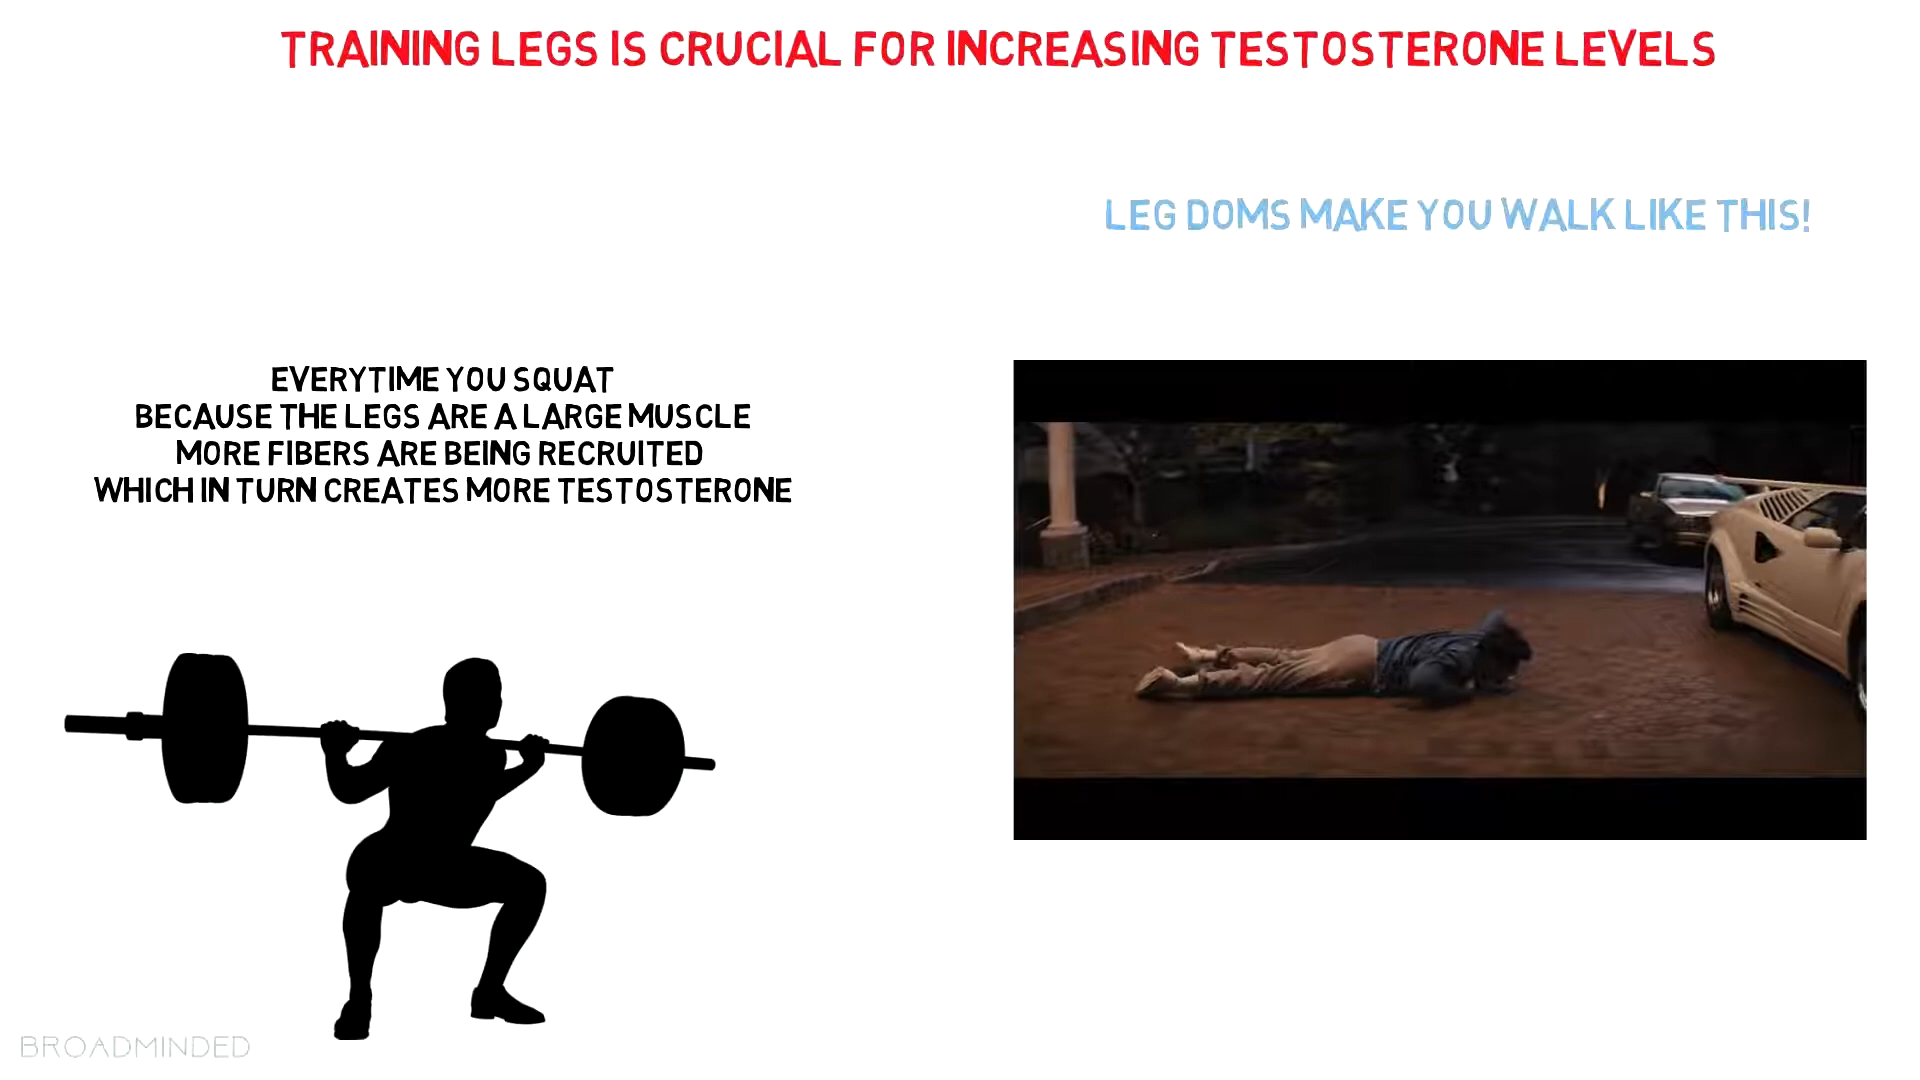 TRAINING LEGS IS CRUCIAL FOR INCREASING TESTOSTERONE LEVELS
LEG DOMS MAKE YOU WALK LIKE THIS!
EVERYTIME YOU SQUAT
BECAUSE THE LEGS ARE A LARGE MUSCLE
MORE FIBERS ARE BEING RECRUITED
WHICH IN TURN CREATES MORE TESTOSTERONE
BROADMINDED